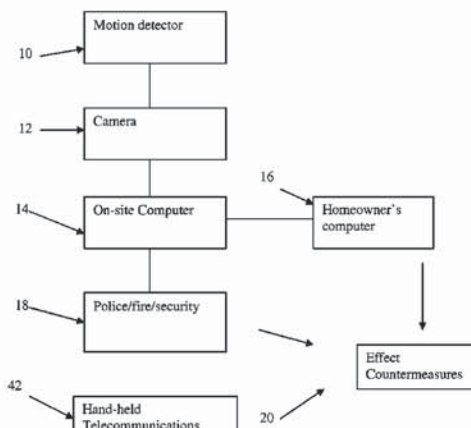 Motion detector
10
12
Camera
16
14
On-site Computer
Homeowner's
computer
18
Police/fire/security
Effect
Countermeasures
42
Hand-held
Telecommunications
20